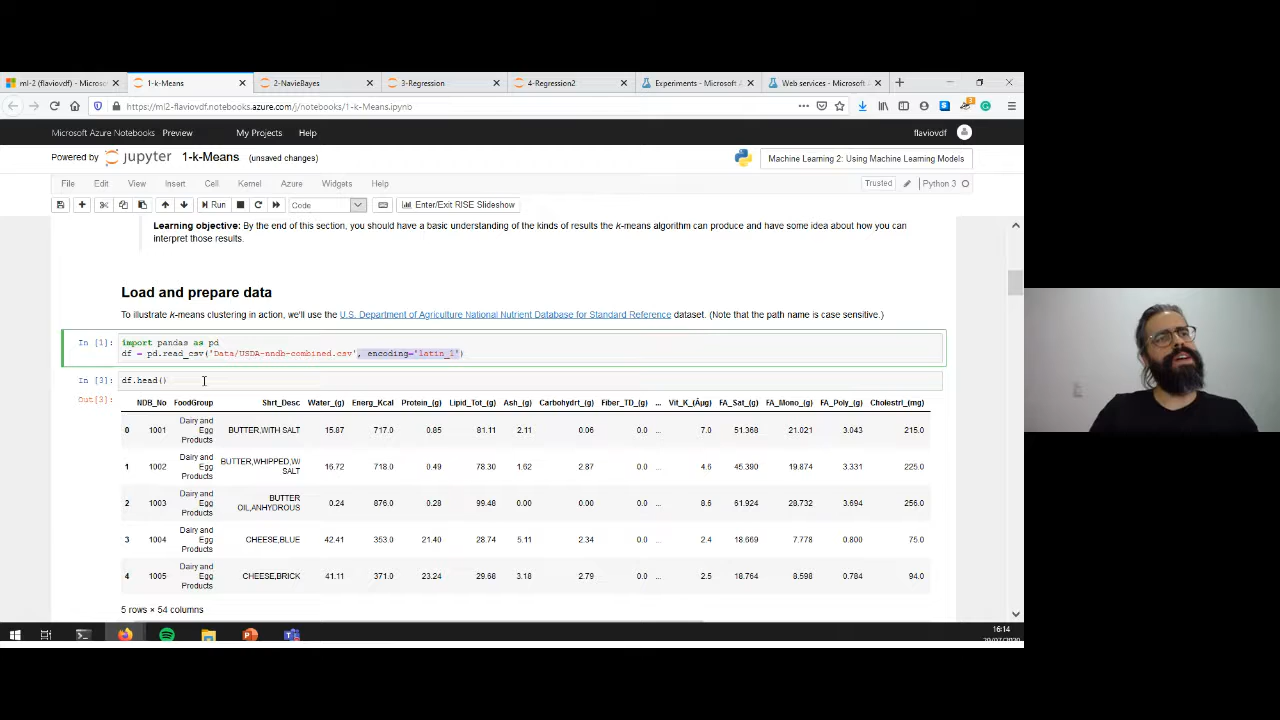 ml-2 (flaviovdf) - Microso
1-k-Means
2-NavieBayes
3-Regression
4-Regression2
Experiments - Microsoft A
Web services - Microsoft A
https://ml2-flaviovdf.notebooks.azure.com/j/notebooks/1-k-Means.ipynb
Microsoft Azure Notebooks Preview My Projects Help flaviovdf
Powered by jupyter 1-k-Means (unsaved changes) Machine Learning 2: Using Machine Learning Models
File Edit View Insert Cell Kernel Azure Widgets Help Trusted Python 3
Run Code Enter/Exit RISE Slideshow
Learning objective: By the end of this section, you should have a basic understanding of the kinds of results the k-means algorithm can produce and have some idea about how you can
interpret those results.
Load and prepare data
To illustrate k-means clustering in action, we'll use the U.S. Department of Agriculture National Nutrient Database for Standard Reference dataset. (Note that the path name is case sensitive.)
In [1]: import pandas as pd
df = pd.read_csv('Data/USDA-nndb-combined.csv', encoding='latin_1')
In [3]: df.head()
Out[3]:
NDB_No FoodGroup Shrt_Desc Water_(g) Energ_Kcal Protein_(g) Lipid_Tot_(g) Ash_(g) Carbohydrt_(g) Fiber_TD_(g) ... Vit_K_(Âµg) FA_Sat_(g) FA_Mono_(g) FA_Poly_(g) Cholestrl_(mg)
0 1001 Dairy and Egg Products BUTTER,WITH SALT 15.87 717.0 0.85 81.11 2.11 0.06 0.0 ... 7.0 51.368 21.021 3.043 215.0
1 1002 Dairy and Egg Products BUTTER,WHIPPED,W/ SALT 16.72 718.0 0.49 78.30 1.62 2.87 0.0 ... 4.6 45.390 19.874 3.331 225.0
2 1003 Dairy and Egg Products BUTTER OIL,ANHYDROUS 0.24 876.0 0.28 99.48 0.00 0.00 0.0 ... 8.6 61.924 28.732 3.694 256.0
3 1004 Dairy and Egg Products CHEESE,BLUE 42.41 353.0 21.40 28.74 5.11 2.34 0.0 ... 2.4 18.669 7.778 0.800 75.0
4 1005 Dairy and Egg Products CHEESE,BRICK 41.11 371.0 23.24 29.68 3.18 2.79 0.0 ... 2.5 18.764 8.598 0.784 94.0
5 rows × 54 columns
16:14